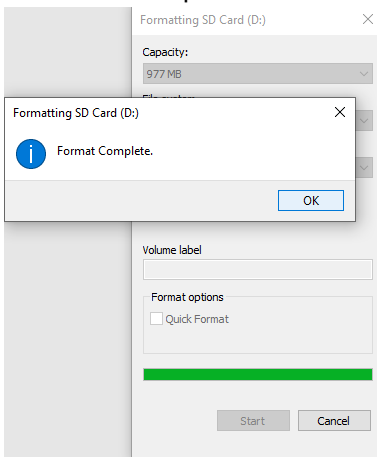 Formatting SD Card (D:)
Capacity:
977 MB
Formatting SD Card (D:)
Format Complete.
OK
Volume label
Format options
Quick Format
Start
Cancel